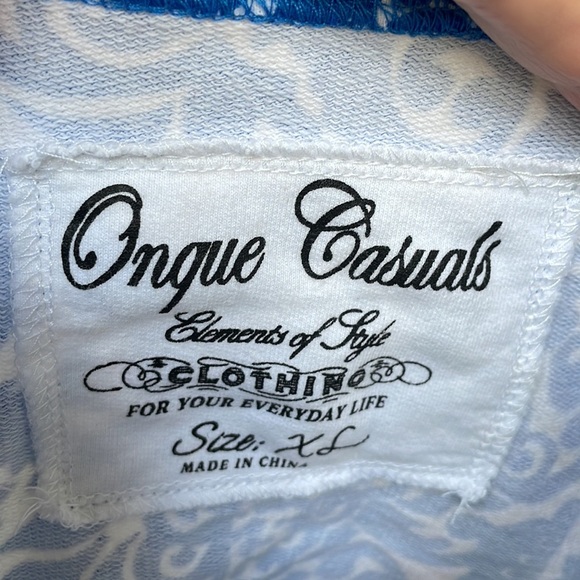 Onque Casuals
Elements of Style
CLOTHING
FOR YOUR EVERYDAY LIFE
Size: XL
MADE IN CHINA